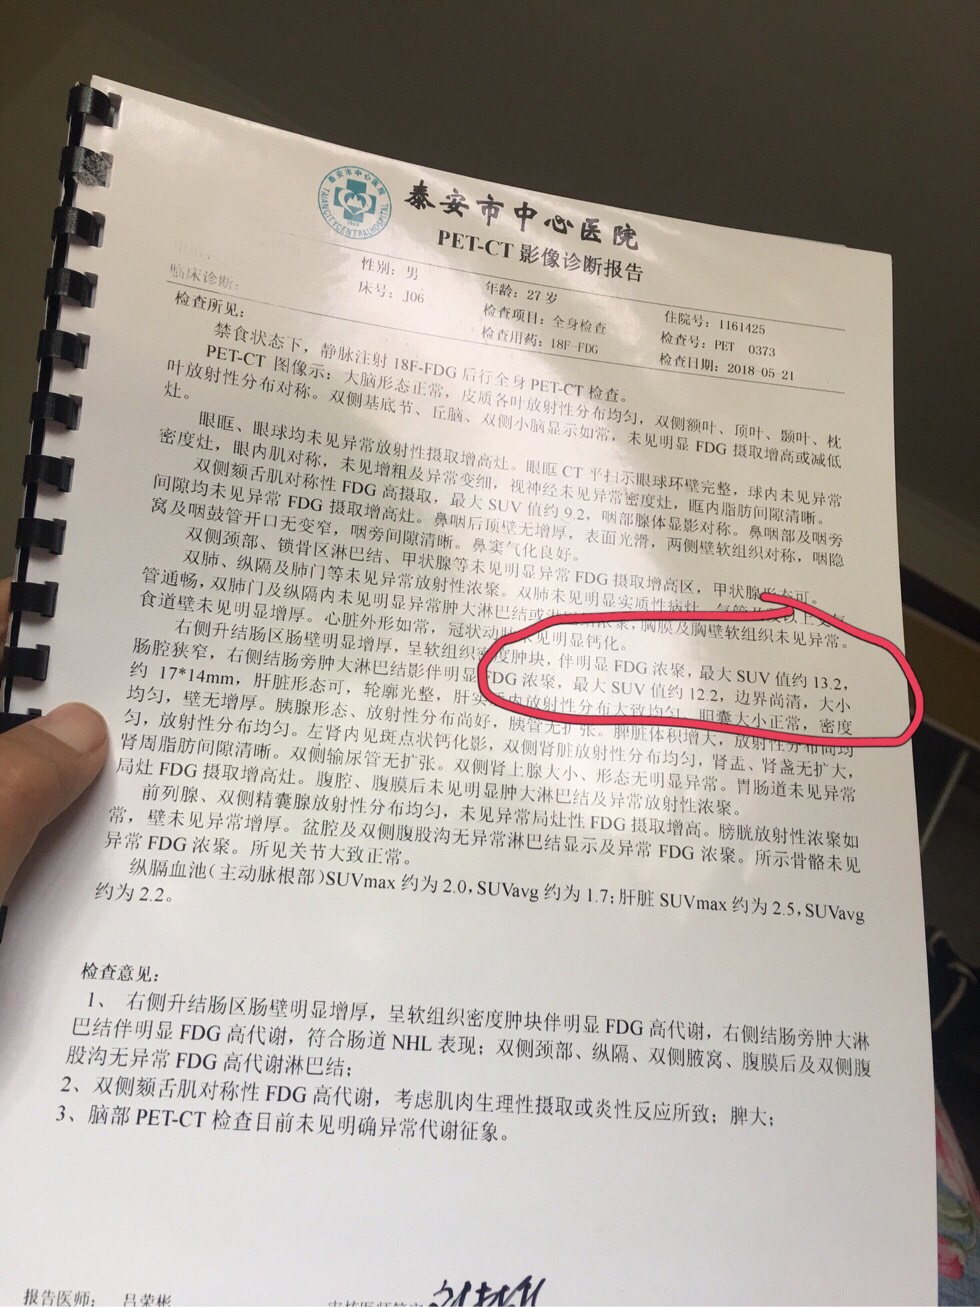 泰安市中心医院
TAIANCITYCENTRALHOSPITAL
PET-CT 影像诊断报告
性别：男
年龄：27 岁
住院号：1161425
临床诊断：
床号：J06
检查项目：全身检查
检查号：PET 0373
检查用药：18F-FDG
检查日期：2018-05-21
检查所见：
禁食状态下，静脉注射 18F-FDG 后行全身 PET-CT 检查。
PET-CT 图像示：大脑形态正常，皮质各叶放射性分布均匀，双侧额叶、顶叶、颞叶、枕
叶放射性分布对称。双侧基底节、丘脑、双侧小脑显示如常，未见明显 FDG 摄取增高或减低
灶。
眼眶、眼球均未见异常放射性摄取增高灶。眼眶 CT 平扫示眼球环壁完整，球内未见异常
密度灶，眼内肌对称，未见增粗及异常变细，视神经未见异常密度灶，眶内脂肪间隙清晰。
双侧颏舌肌对称性 FDG 高摄取，最大 SUV 值约 9.2，咽部腺体显影对称。鼻咽部及咽旁
间隙均未见异常 FDG 摄取增高灶。鼻咽后顶壁无增厚，表面光滑，两侧壁软组织对称，咽隐
窝及咽鼓管开口无变窄，咽旁间隙清晰。鼻窦气化良好。
双侧颈部、锁骨区淋巴结、甲状腺等未见明显异常 FDG 摄取增高区，甲状腺形态可。
双肺、纵隔及肺门等未见异常放射性浓聚。双肺未见明显实质性病灶，气管及
管通畅，双肺门及纵隔内未见明显异常肿大淋巴结或 浓聚，胸膜及胸壁软组织未见异常。
食道壁未见明显增厚。心脏外形如常，冠状动脉未见明显钙化。
右侧升结肠区肠壁明显增厚，呈软组织密度肿块，伴明显 FDG 浓聚，最大 SUV 值约 13.2，
肠腔狭窄，右侧结肠旁肿大淋巴结影伴明显 FDG 浓聚，最大 SUV 值约 12.2，边界尚清，大小
约 17*14mm，肝脏形态可，轮廓光整，肝实质内放射性分布大致均匀，胆囊大小正常，密度
均匀，壁无增厚。胰腺形态、放射性分布尚好，胰管无扩张。脾脏体积增大，放射性分布尚均
匀，放射性分布均匀。左肾内见斑点状钙化影，双侧肾脏放射性分布均匀，肾盂、肾盏无扩大，
肾周脂肪间隙清晰。双侧输尿管无扩张。双侧肾上腺大小、形态无明显异常。胃肠道未见异常
局灶 FDG 摄取增高灶。腹腔、腹膜后未见明显肿大淋巴结及异常放射性浓聚。
前列腺、双侧精囊腺放射性分布均匀，未见异常局灶性 FDG 摄取增高。膀胱放射性浓聚如
常，壁未见异常增厚。盆腔及双侧腹股沟无异常淋巴结显示及异常 FDG 浓聚。所示骨骼未见
异常 FDG 浓聚。所见关节大致正常。
纵膈血池（主动脉根部）SUVmax 约为 2.0, SUVavg 约为 1.7; 肝脏 SUVmax 约为 2.5, SUVavg
约为 2.2。
检查意见：
1、 右侧升结肠区肠壁明显增厚，呈软组织密度肿块伴明显 FDG 高代谢，右侧结肠旁肿大淋
巴结伴明显 FDG 高代谢，符合肠道 NHL 表现；双侧颈部、纵隔、双侧腋窝、腹膜后及双侧腹
股沟无异常 FDG 高代谢淋巴结；
2、双侧颏舌肌对称性 FDG 高代谢，考虑肌肉生理性摄取或炎性反应所致；脾大；
3、脑部 PET-CT 检查目前未见明确异常代谢征象。
报告医师： 吕荣彬